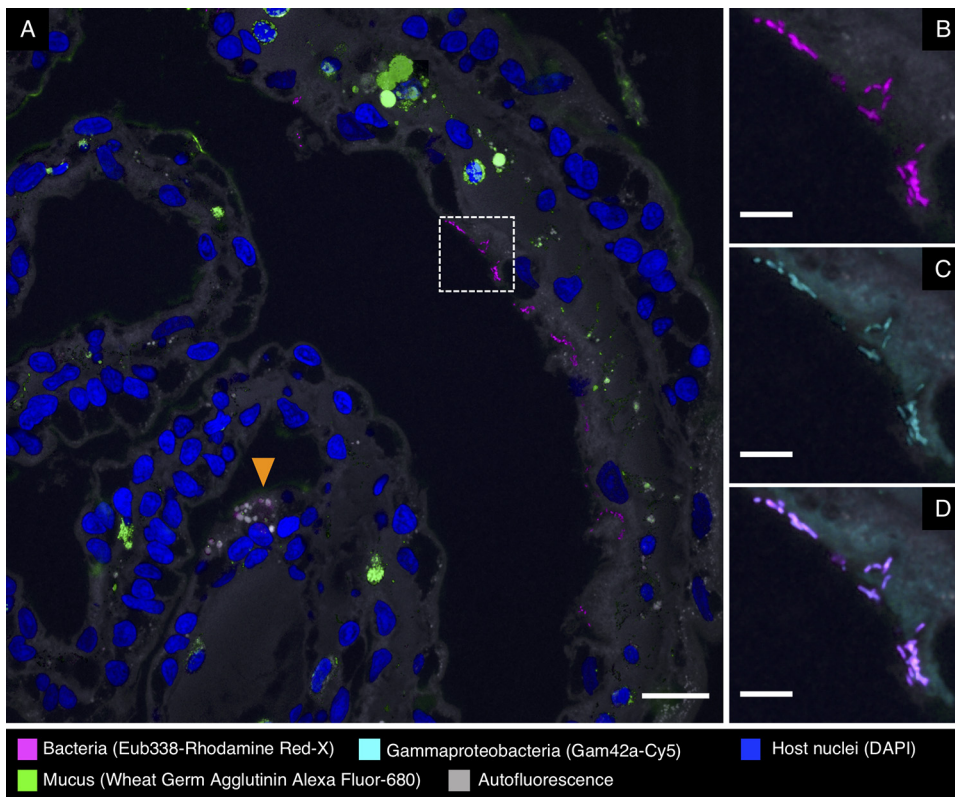 A
B
C
D
Bacteria (Eub338-Rhodamine Red-X)
Gammaproteobacteria (Gam42a-Cy5)
Host nuclei (DAPI)
Mucus (Wheat Germ Agglutinin Alexa Fluor-680)
Autofluorescence